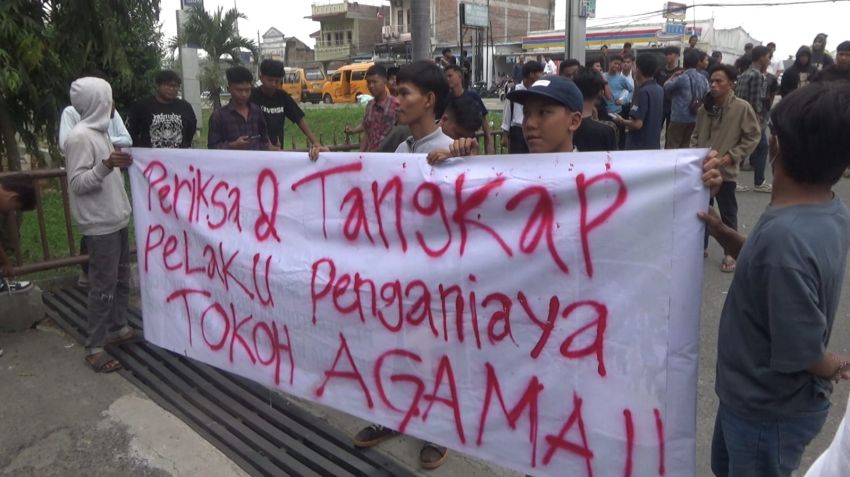 Periksa & Tangkap
PeLaKu Penganiaya
TOKOH AGAMA!!